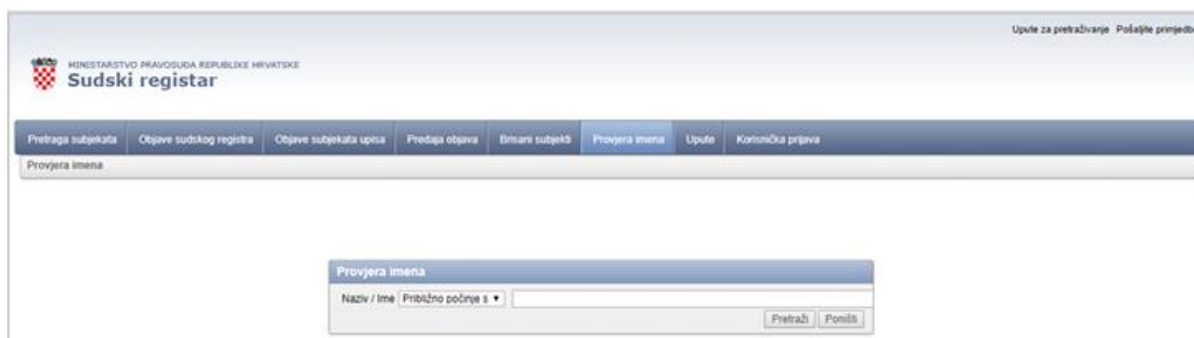 Upute za pretraživanje Pošaljite primjedbe
MINISTARSTVO PRAVOSUĐA REPUBLIKE HRVATSKE
Sudski registar
Pretraga subjekata Objave sudskog registra Objave subjekata upisa Predaja objava Brisani subjekti Provjera imena Upute Korisnička prijava
Provjera imena
Provjera imena
Naziv / Ime Približno počinje s
Pretraži Poništi